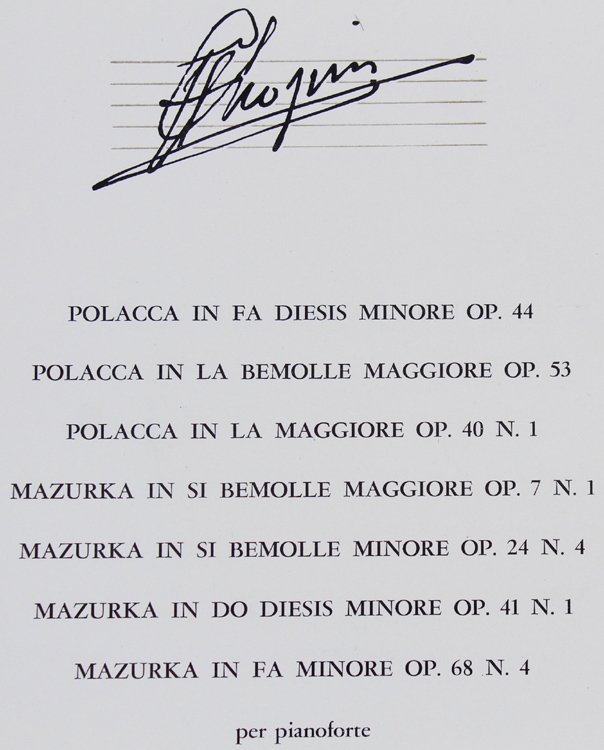 Chopin
POLACCA IN FA DIESIS MINORE OP. 44
POLACCA IN LA BEMOLLE MAGGIORE OP. 53
POLACCA IN LA MAGGIORE OP. 40 N. 1
MAZURKA IN SI BEMOLLE MAGGIORE OP. 7 N. 1
MAZURKA IN SI BEMOLLE MINORE OP. 24 N. 4
MAZURKA IN DO DIESIS MINORE OP. 41 N. 1
MAZURKA IN FA MINORE OP. 68 N. 4
per pianoforte